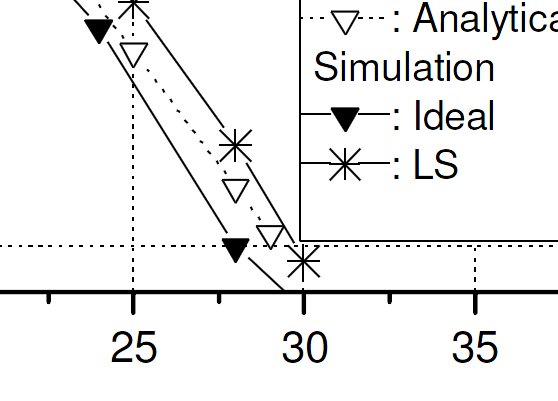 : Analytica
Simulation
: Ideal
: LS
25 30 35